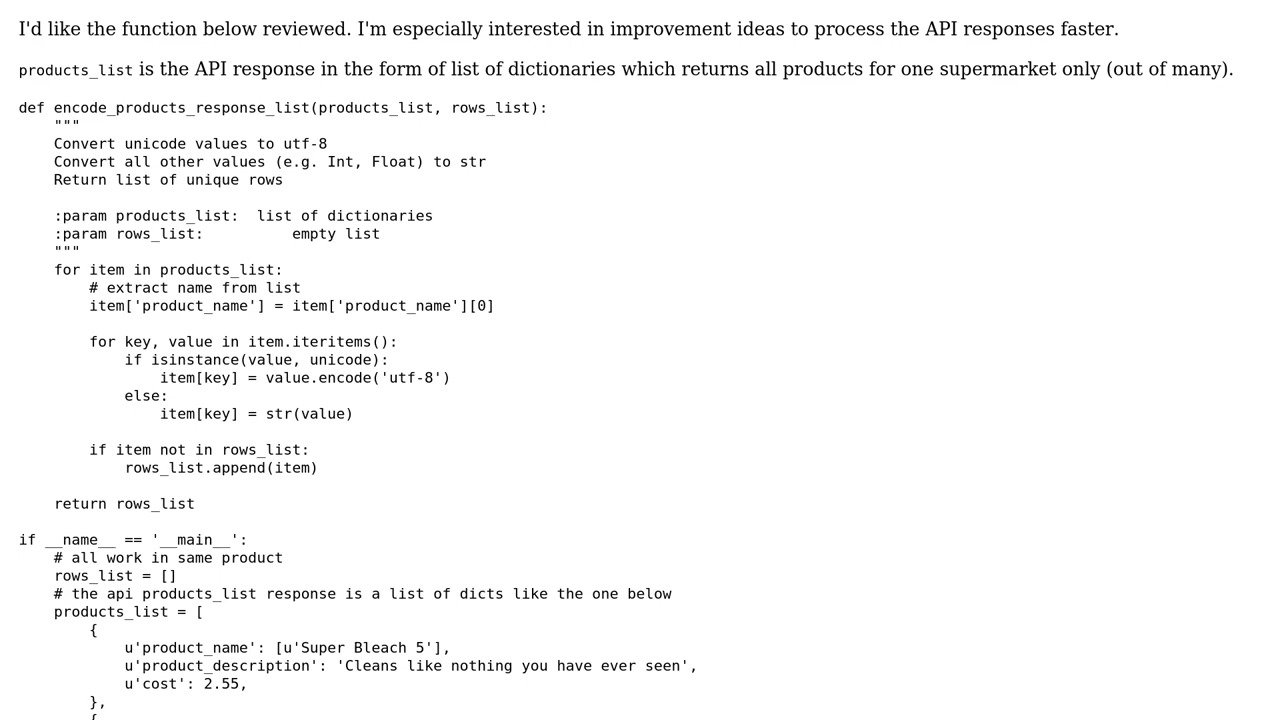 I'd like the function below reviewed. I'm especially interested in improvement ideas to process the API responses faster.
products_list is the API response in the form of list of dictionaries which returns all products for one supermarket only (out of many).
def encode_products_response_list(products_list, rows_list):
    """
    Convert unicode values to utf-8
    Convert all other values (e.g. Int, Float) to str
    Return list of unique rows

    :param products_list:  list of dictionaries
    :param rows_list:          empty list
    """
    for item in products_list:
        # extract name from list
        item['product_name'] = item['product_name'][0]

        for key, value in item.iteritems():
            if isinstance(value, unicode):
                item[key] = value.encode('utf-8')
            else:
                item[key] = str(value)

        if item not in rows_list:
            rows_list.append(item)

    return rows_list

if __name__ == '__main__':
    # all work in same product
    rows_list = []
    # the api products_list response is a list of dicts like the one below
    products_list = [
        {
            u'product_name': [u'Super Bleach 5'],
            u'product_description': 'Cleans like nothing you have ever seen',
            u'cost': 2.55,
        },
        {